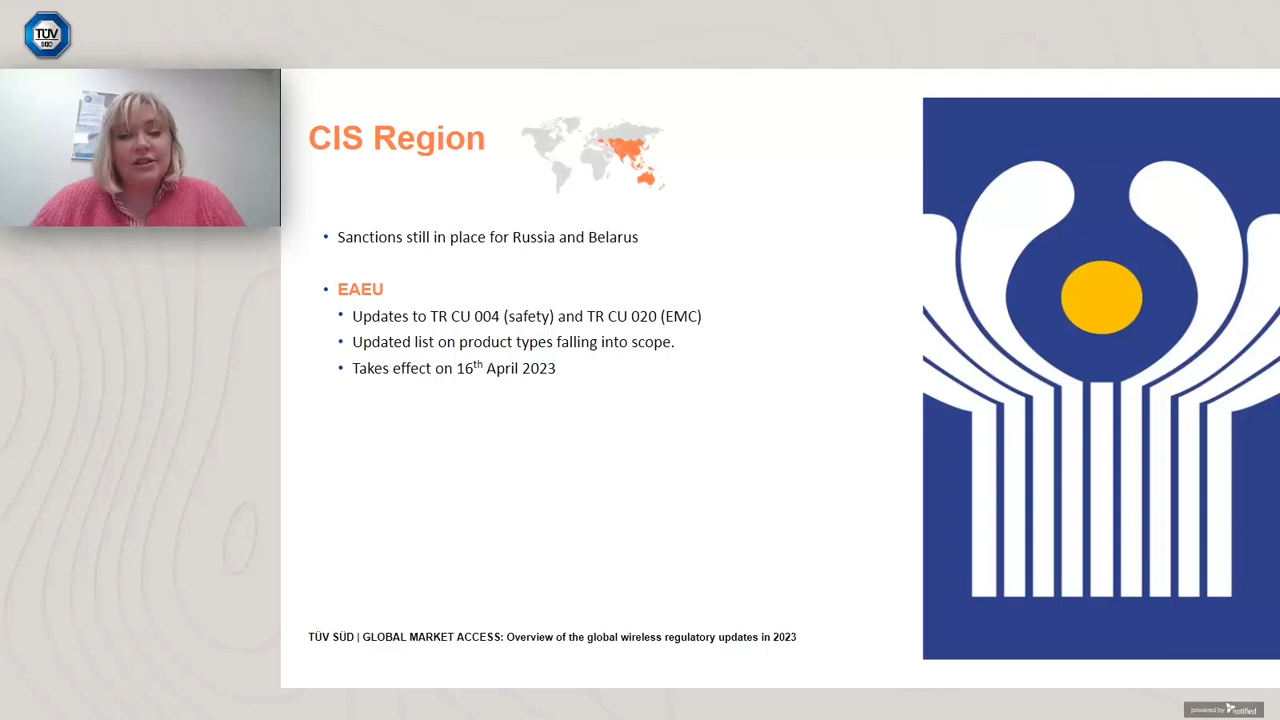 TÜV
SÜD
CIS Region
• Sanctions still in place for Russia and Belarus
• EAEU
• Updates to TR CU 004 (safety) and TR CU 020 (EMC)
• Updated list on product types falling into scope.
• Takes effect on 16th April 2023
TÜV SÜD | GLOBAL MARKET ACCESS: Overview of the global wireless regulatory updates in 2023
powered by notified